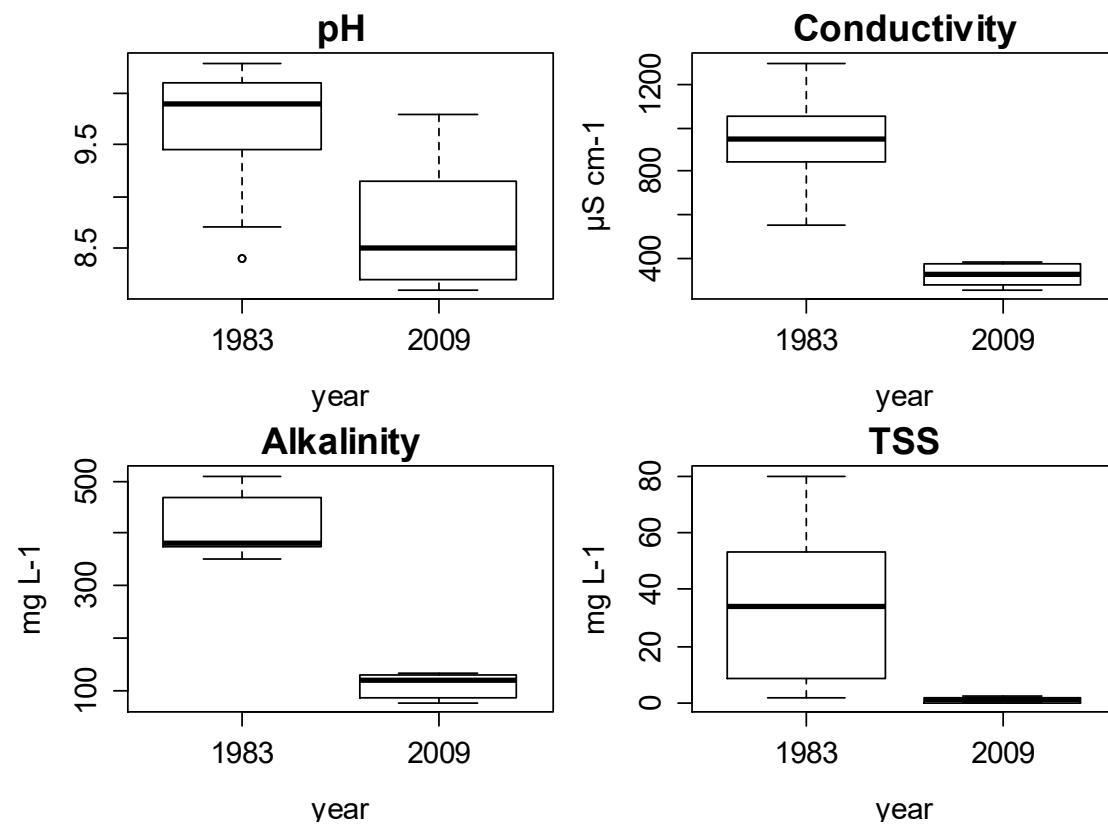 pH
9.5
8.5
1983 2009
year
Conductivity
µS cm-1
1200
800
400
1983 2009
year
Alkalinity
mg L-1
500
300
100
1983 2009
year
TSS
mg L-1
80
60
40
20
0
1983 2009
year